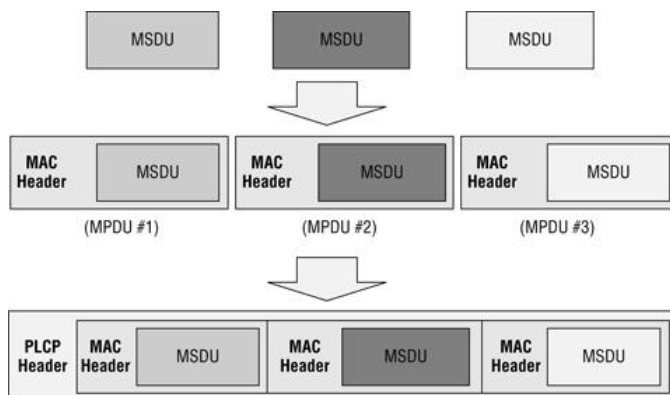 MSDU MSDU MSDU
MAC Header MSDU MAC Header MSDU MAC Header MSDU
(MPDU #1) (MPDU #2) (MPDU #3)
PLCP Header MAC Header MSDU MAC Header MSDU MAC Header MSDU